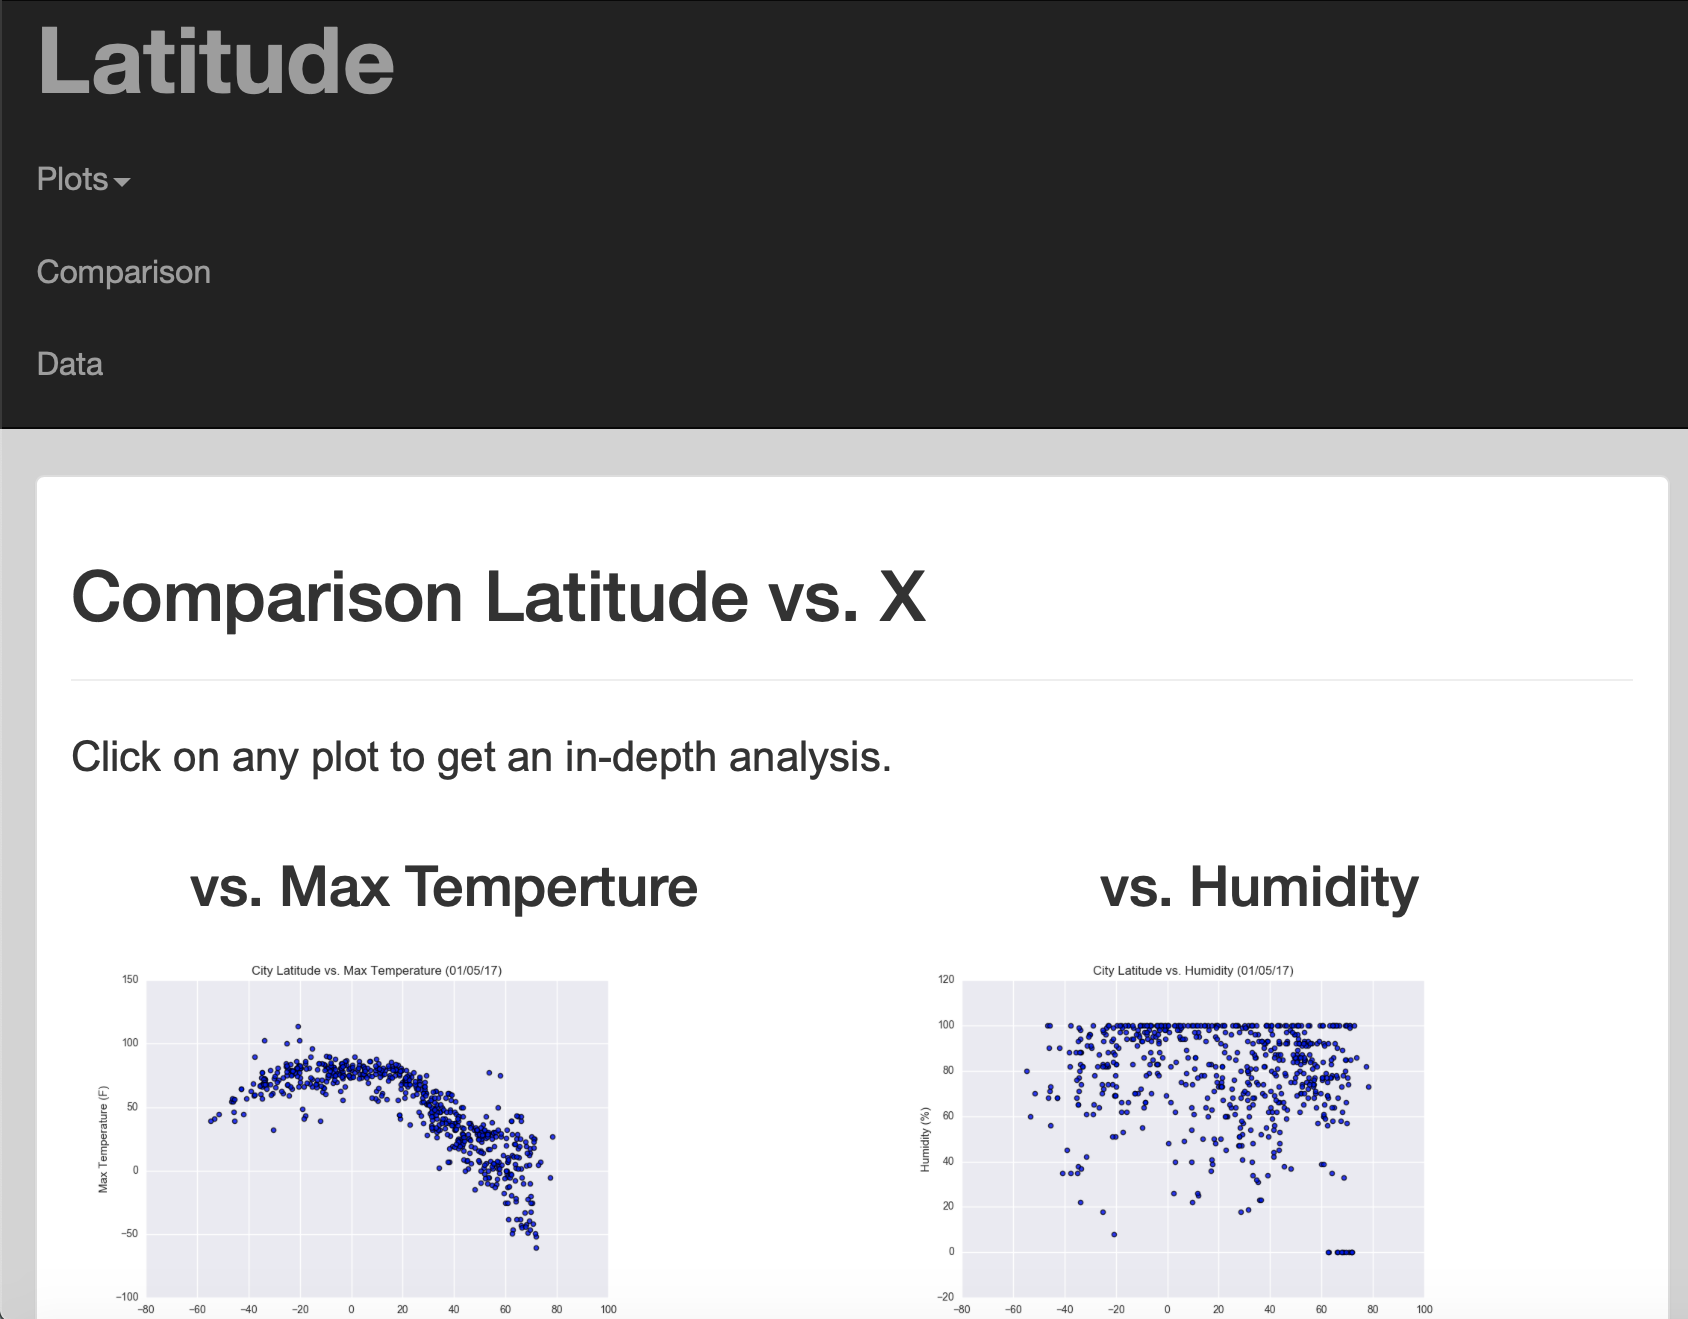 Latitude
Plots
Comparison
Data
Comparison Latitude vs. X
Click on any plot to get an in-depth analysis.
vs. Max Temperture
City Latitude vs. Max Temperature (01/05/17)
150
100
50
0
−50
−100
Max Temperature (F)
−80 −60 −40 −20 0 20 40 60 80 100
vs. Humidity
City Latitude vs. Humidity (01/05/17)
120
100
80
60
40
20
0
−20
Humidity (%)
−80 −60 −40 −20 0 20 40 60 80 100